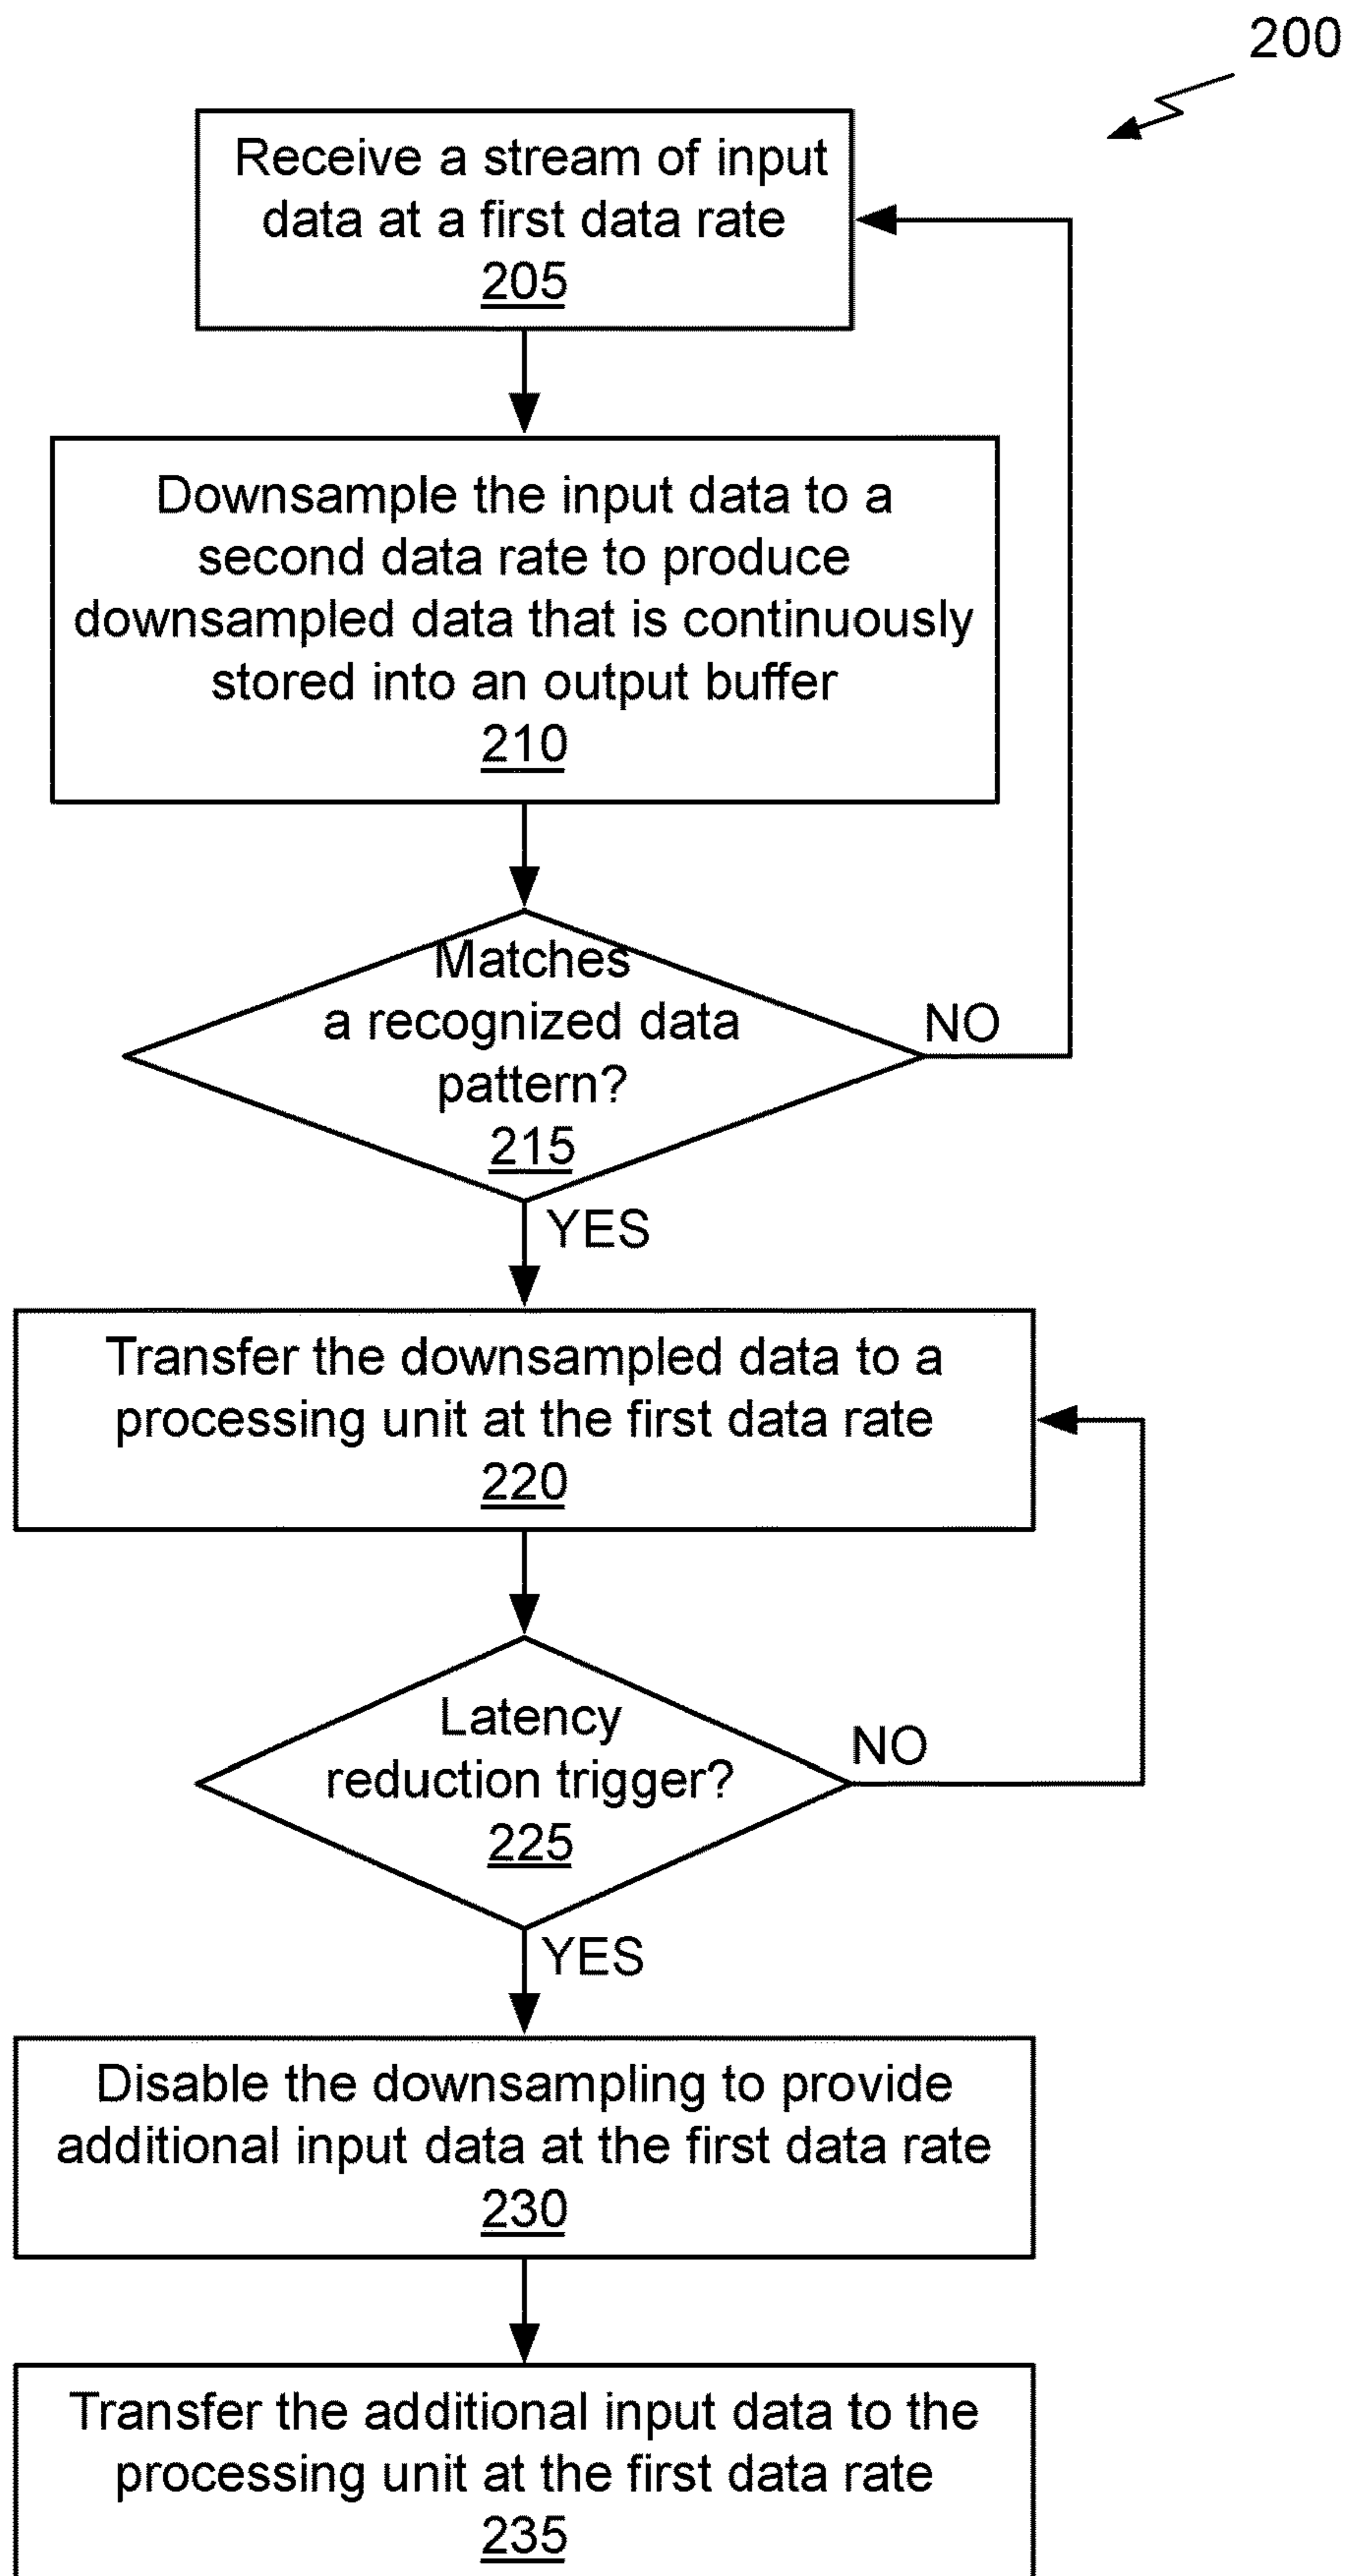 200
Receive a stream of input
data at a first data rate
205
Downsample the input data to a
second data rate to produce
downsampled data that is continuously
stored into an output buffer
210
Matches
a recognized data
pattern?
215
NO
YES
Transfer the downsampled data to a
processing unit at the first data rate
220
Latency
reduction trigger?
225
NO
YES
Disable the downsampling to provide
additional input data at the first data rate
230
Transfer the additional input data to the
processing unit at the first data rate
235